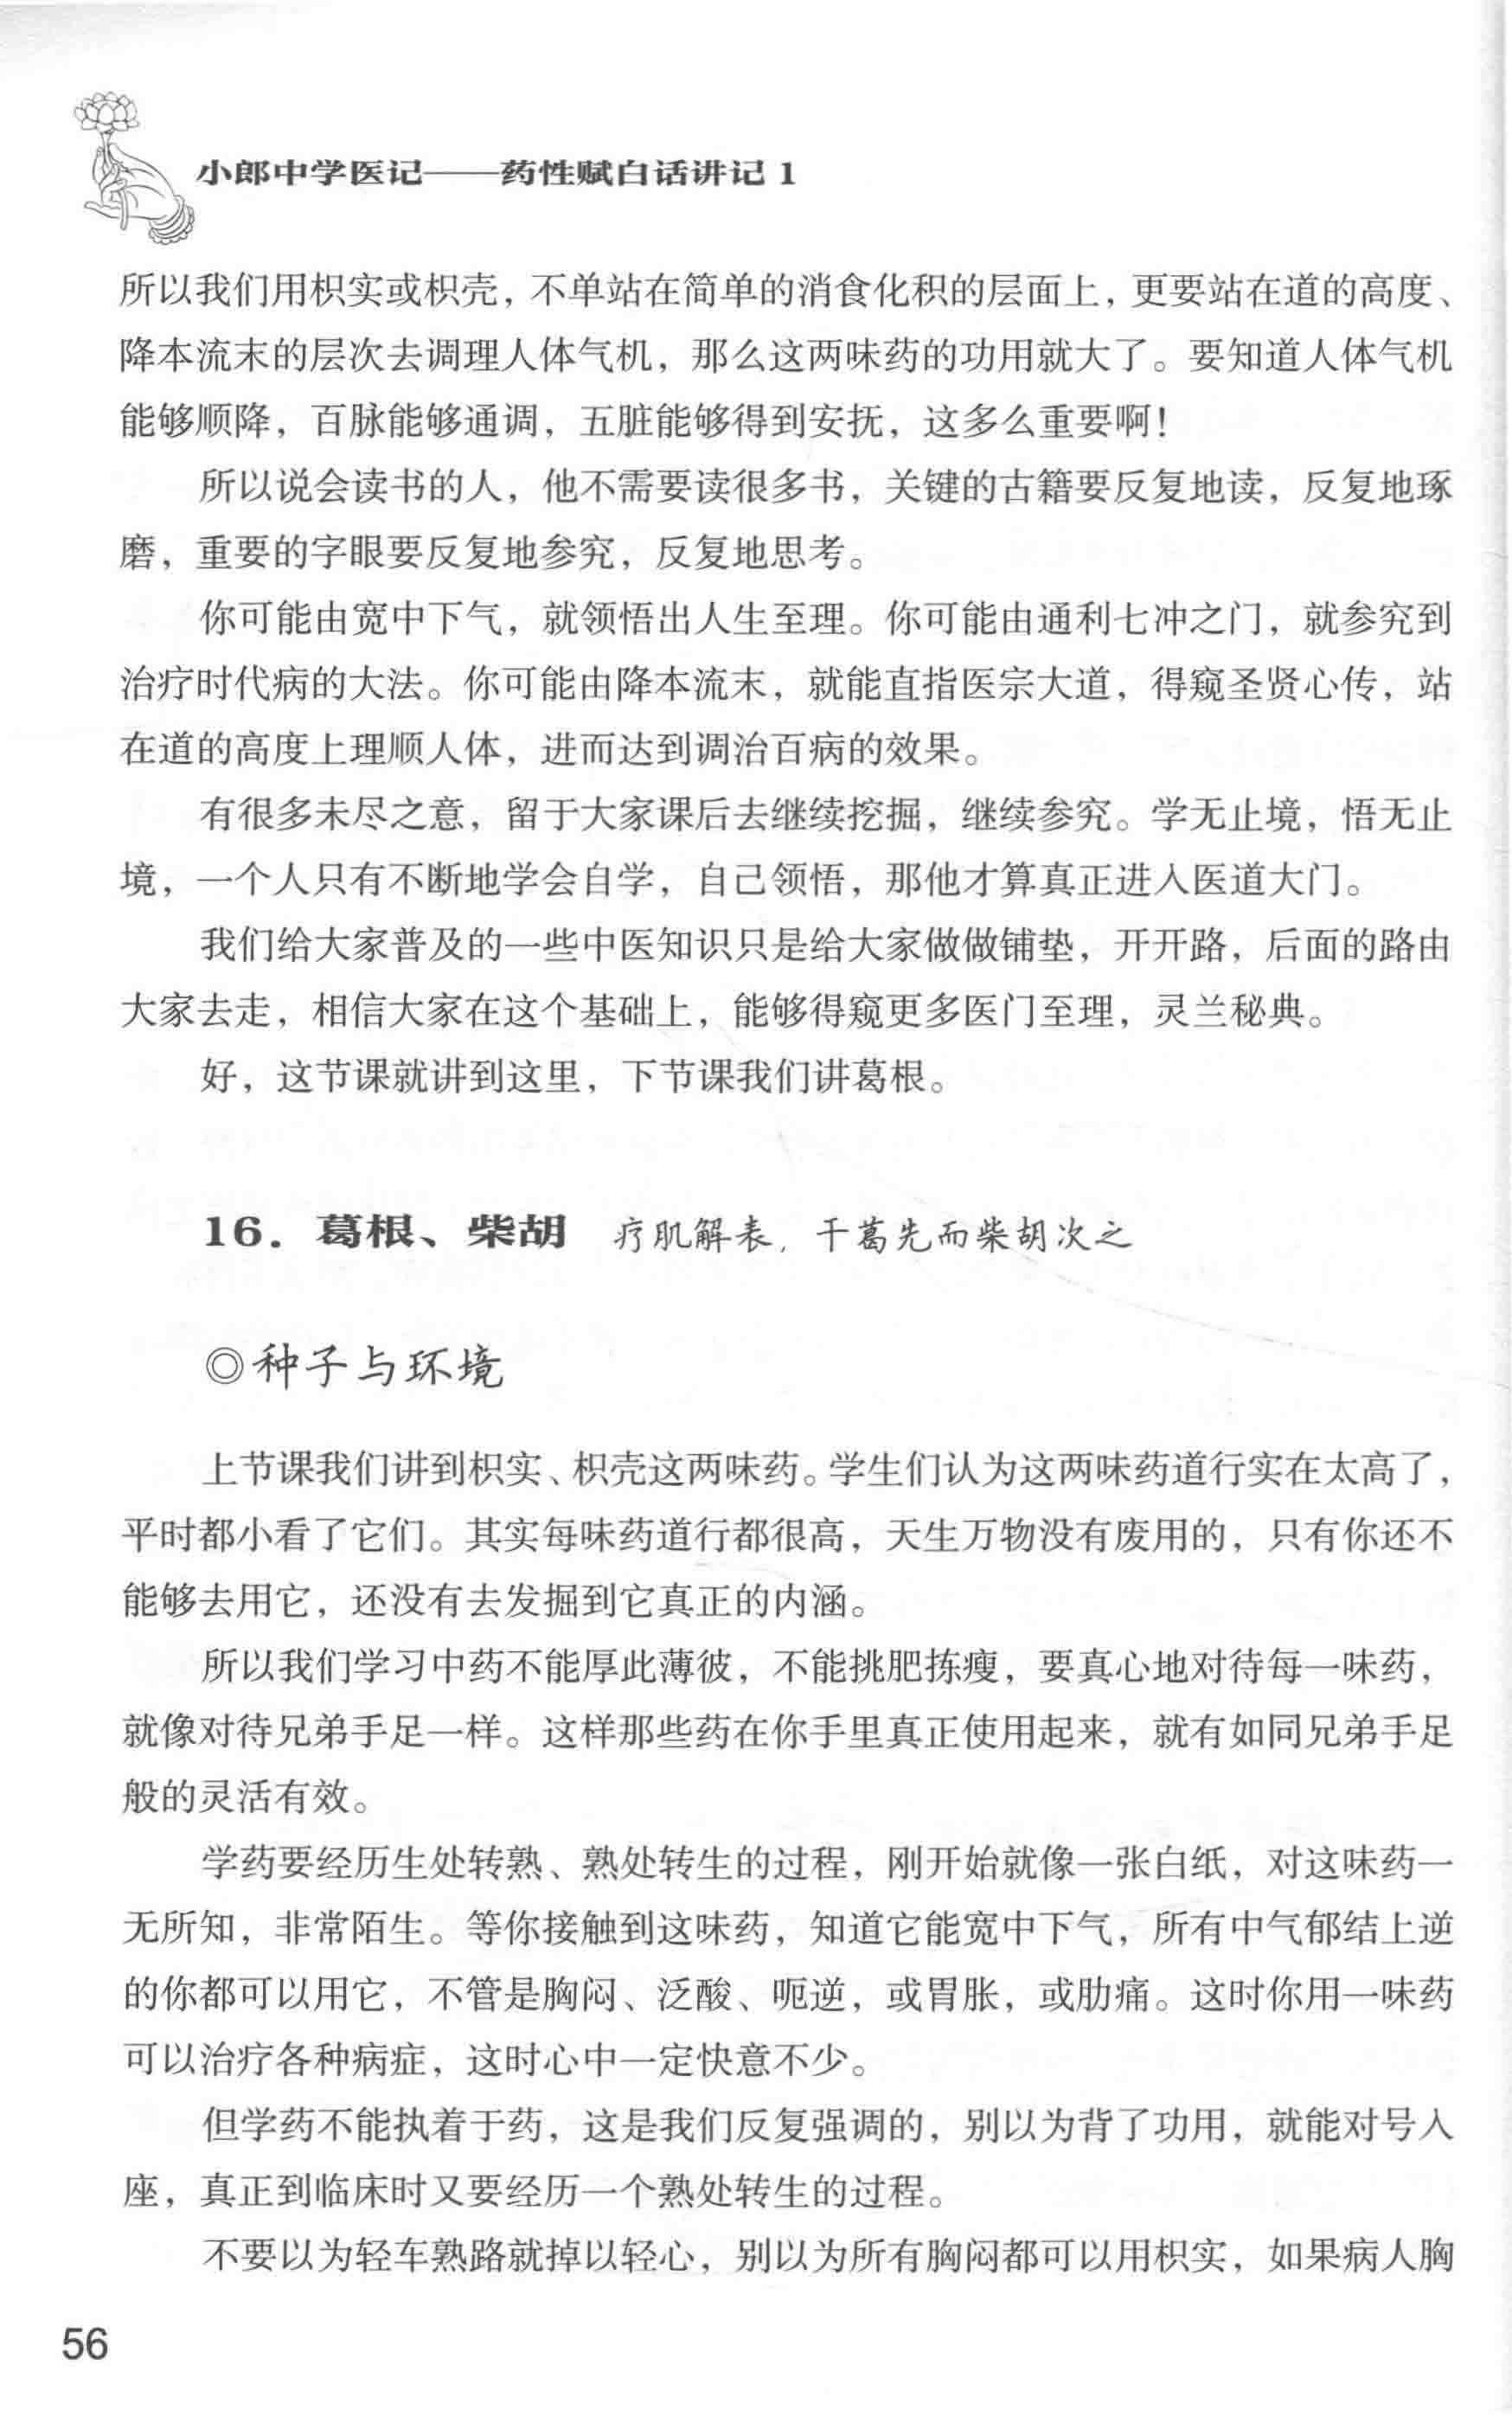 小郎中学医记——药性赋白话讲记 1
所以我们用枳实或枳壳，不单站在简单的消食化积的层面上，更要站在道的高度、
降本流末的层次去调理人体气机，那么这两味药的功用就大了。要知道人体气机
能够顺降，百脉能够通调，五脏能够得到安抚，这多么重要啊！
所以说会读书的人，他不需要读很多书，关键的古籍要反复地读，反复地琢
磨，重要的字眼要反复地参究，反复地思考。
你可能由宽中下气，就领悟出人生至理。你可能由通利七冲之门，就参究到
治疗时代病的大法。你可能由降本流末，就能直指医宗大道，得窥圣贤心传，站
在道的高度上理顺人体，进而达到调治百病的效果。
有很多未尽之意，留于大家课后去继续挖掘，继续参究。学无止境，悟无止
境，一个人只有不断地学会自学，自己领悟，那他才算真正进入医道大门。
我们给大家普及的一些中医知识只是给大家做做铺垫，开开路，后面的路由
大家去走，相信大家在这个基础上，能够得窥更多医门至理，灵兰秘典。
好，这节课就讲到这里，下节课我们讲葛根。
16．葛根、柴胡 疗肌解表，干葛先而柴胡次之
◎种子与环境
上节课我们讲到枳实、枳壳这两味药。学生们认为这两味药道行实在太高了，
平时都小看了它们。其实每味药道行都很高，天生万物没有废用的，只有你还不
能够去用它，还没有去发掘到它真正的内涵。
所以我们学习中药不能厚此薄彼，不能挑肥拣瘦，要真心地对待每一味药，
就像对待兄弟手足一样。这样那些药在你手里真正使用起来，就有如同兄弟手足
般的灵活有效。
学药要经历生处转熟、熟处转生的过程，刚开始就像一张白纸，对这味药一
无所知，非常陌生。等你接触到这味药，知道它能宽中下气，所有中气郁结上逆
的你都可以用它，不管是胸闷、泛酸、呃逆，或胃胀，或肋痛。这时你用一味药
可以治疗各种病症，这时心中一定快意不少。
但学药不能执着于药，这是我们反复强调的，别以为背了功用，就能对号入
座，真正到临床时又要经历一个熟处转生的过程。
不要以为轻车熟路就掉以轻心，别以为所有胸闷都可以用枳实，如果病人胸
56